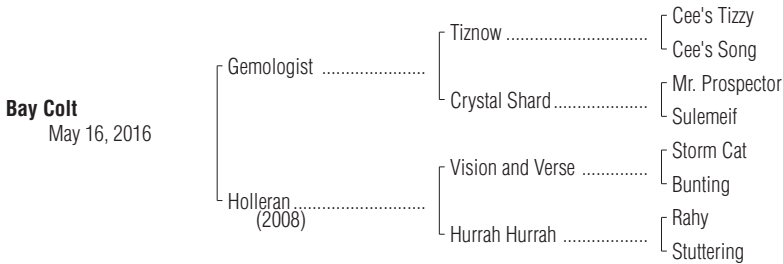 Cee's Tizzy
Tiznow ..................................
Cee's Song
Gemologist .........................
Mr. Prospector
Crystal Shard.......................
Sulemeif
Bay Colt
May 16, 2016
Storm Cat
Vision and Verse ................
Bunting
Holleran................................
(2008)
Rahy
Hurrah Hurrah ....................
Stuttering